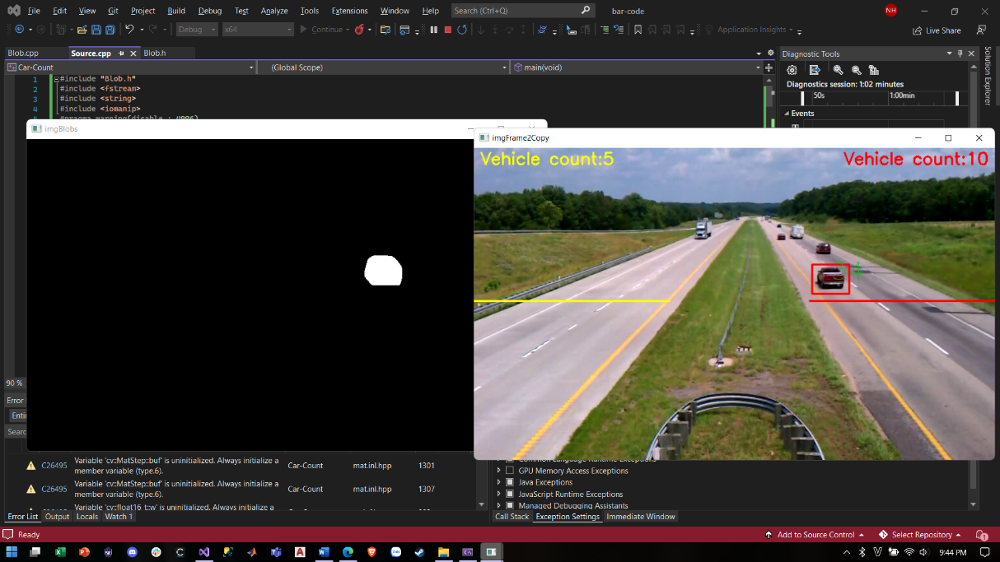 File Edit View Git Project Build Debug Test Analyze Tools Extensions Window Help Search (Ctrl+Q) bar-code NH
Debug x64 Continue Application Insights Live Share
Blob.cpp Source.cpp Blob.h
Car-Count (Global Scope) main(void)
1 #include "Blob.h"
2 #include <fstream>
3 #include <string>
4 #include <iomanip>
#pragma warning(disable : 4996)
Diagnostic Tools
Diagnostics session: 1:02 minutes
50s 1:00min
Events
Solution Explorer
imgBlobs
imgFrame2Copy
Vehicle count:5 Vehicle count:10
90 %
Error
Entir
Searc
C26495 Variable 'cv::MatStep::buf' is uninitialized. Always initialize a member variable (type.6). Car-Count mat.inl.hpp 1301
C26495 Variable 'cv::MatStep::buf' is uninitialized. Always initialize a member variable (type.6). Car-Count mat.inl.hpp 1307
Variable 'cv::float16_t::w' is uninitialized. Always initialize a
Common Language Runtime Exceptions
GPU Memory Access Exceptions
Java Exceptions
JavaScript Runtime Exceptions
Managed Debugging Assistants
Error List Output Locals Watch 1
Call Stack Exception Settings Immediate Window
Ready Add to Source Control Select Repository 1
9:44 PM